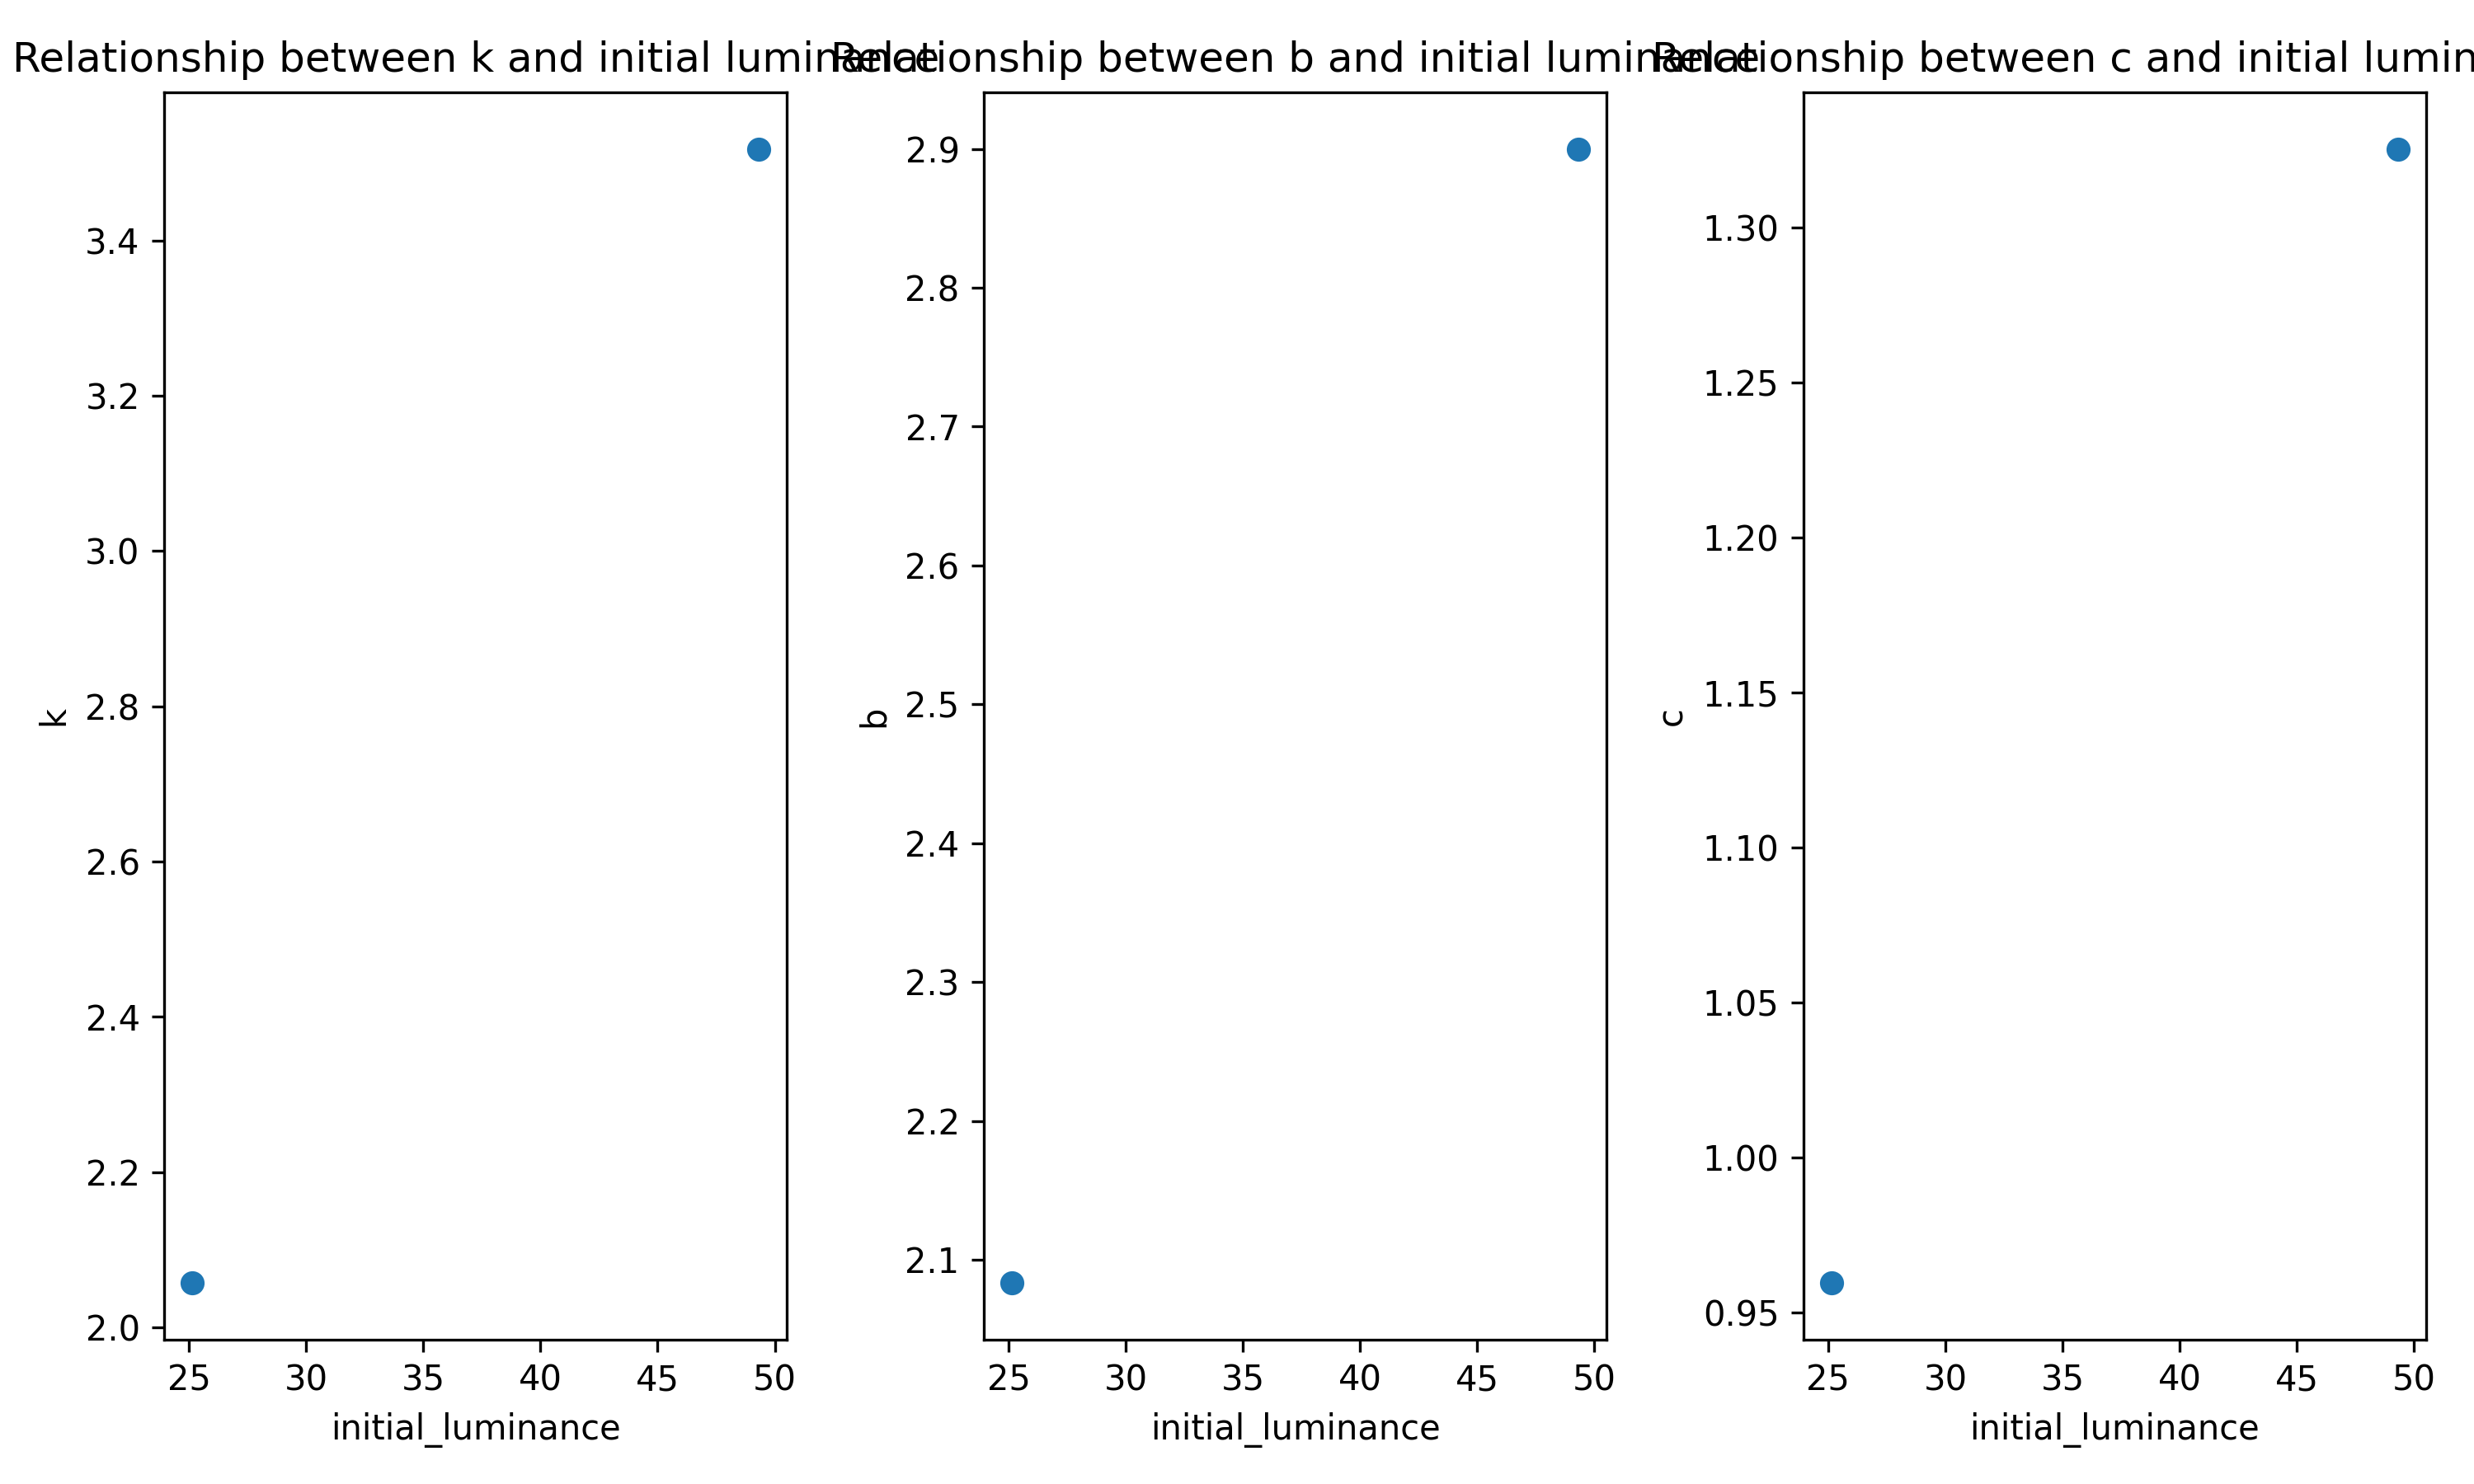 Relationship between k and initial luminance
3.4
3.2
3.0
2.8
2.6
2.4
2.2
2.0
k
25 30 35 40 45 50
initial_luminance
Relationship between b and initial luminance
2.9
2.8
2.7
2.6
2.5
2.4
2.3
2.2
2.1
b
25 30 35 40 45 50
initial_luminance
Relationship between c and initial lumin
1.30
1.25
1.20
1.15
1.10
1.05
1.00
0.95
c
25 30 35 40 45 50
initial_luminance